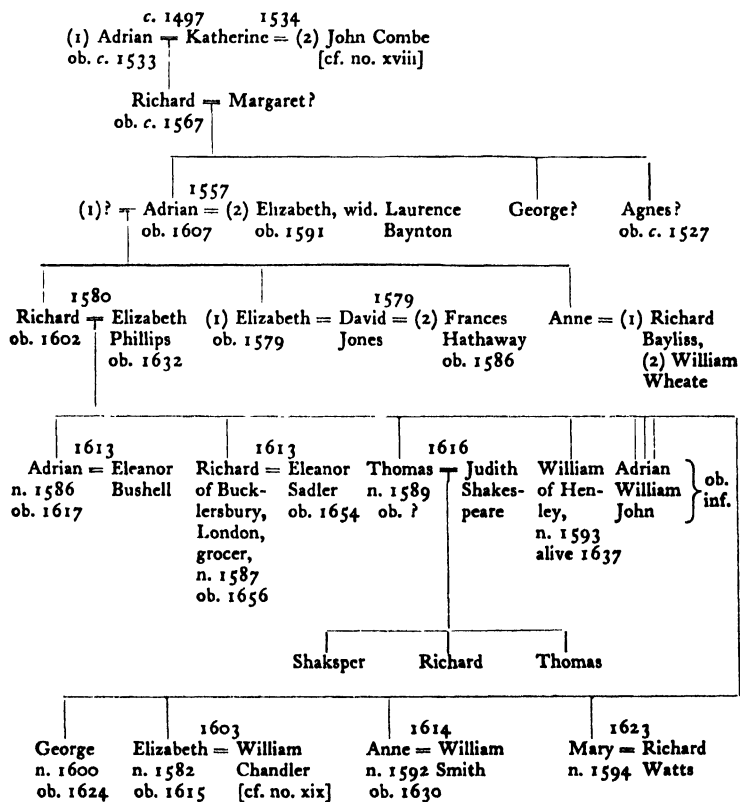 c. 1497 1534
(1) Adrian = Katherine = (2) John Combe
ob. c. 1533 [cf. no. xviii]
Richard = Margaret?
ob. c. 1567
1557
(1)? = Adrian = (2) Elizabeth, wid. Laurence George? Agnes?
ob. 1607 ob. 1591 Baynton ob. c. 1527
1580 1579
Richard = Elizabeth (1) Elizabeth = David = (2) Frances Anne = (1) Richard
ob. 1602 Phillips ob. 1579 Jones Hathaway Bayliss,
ob. 1632 ob. 1586 (2) William
Wheate
1613 1613 1616
Adrian = Eleanor Richard = Eleanor Thomas = Judith William Adrian ob.
n. 1586 Bushell of Buck- Sadler n. 1589 Shakes- of Hen- William inf.
ob. 1617 lersbury, ob. 1654 ob. ? peare ley, John
London, n. 1593
grocer, alive 1637
n. 1587
ob. 1656
Shaksper Richard Thomas
1603 1614 1623
George Elizabeth = William Anne = William Mary = Richard
n. 1600 n. 1582 Chandler n. 1592 Smith n. 1594 Watts
ob. 1624 ob. 1615 [cf. no. xix] ob. 1630